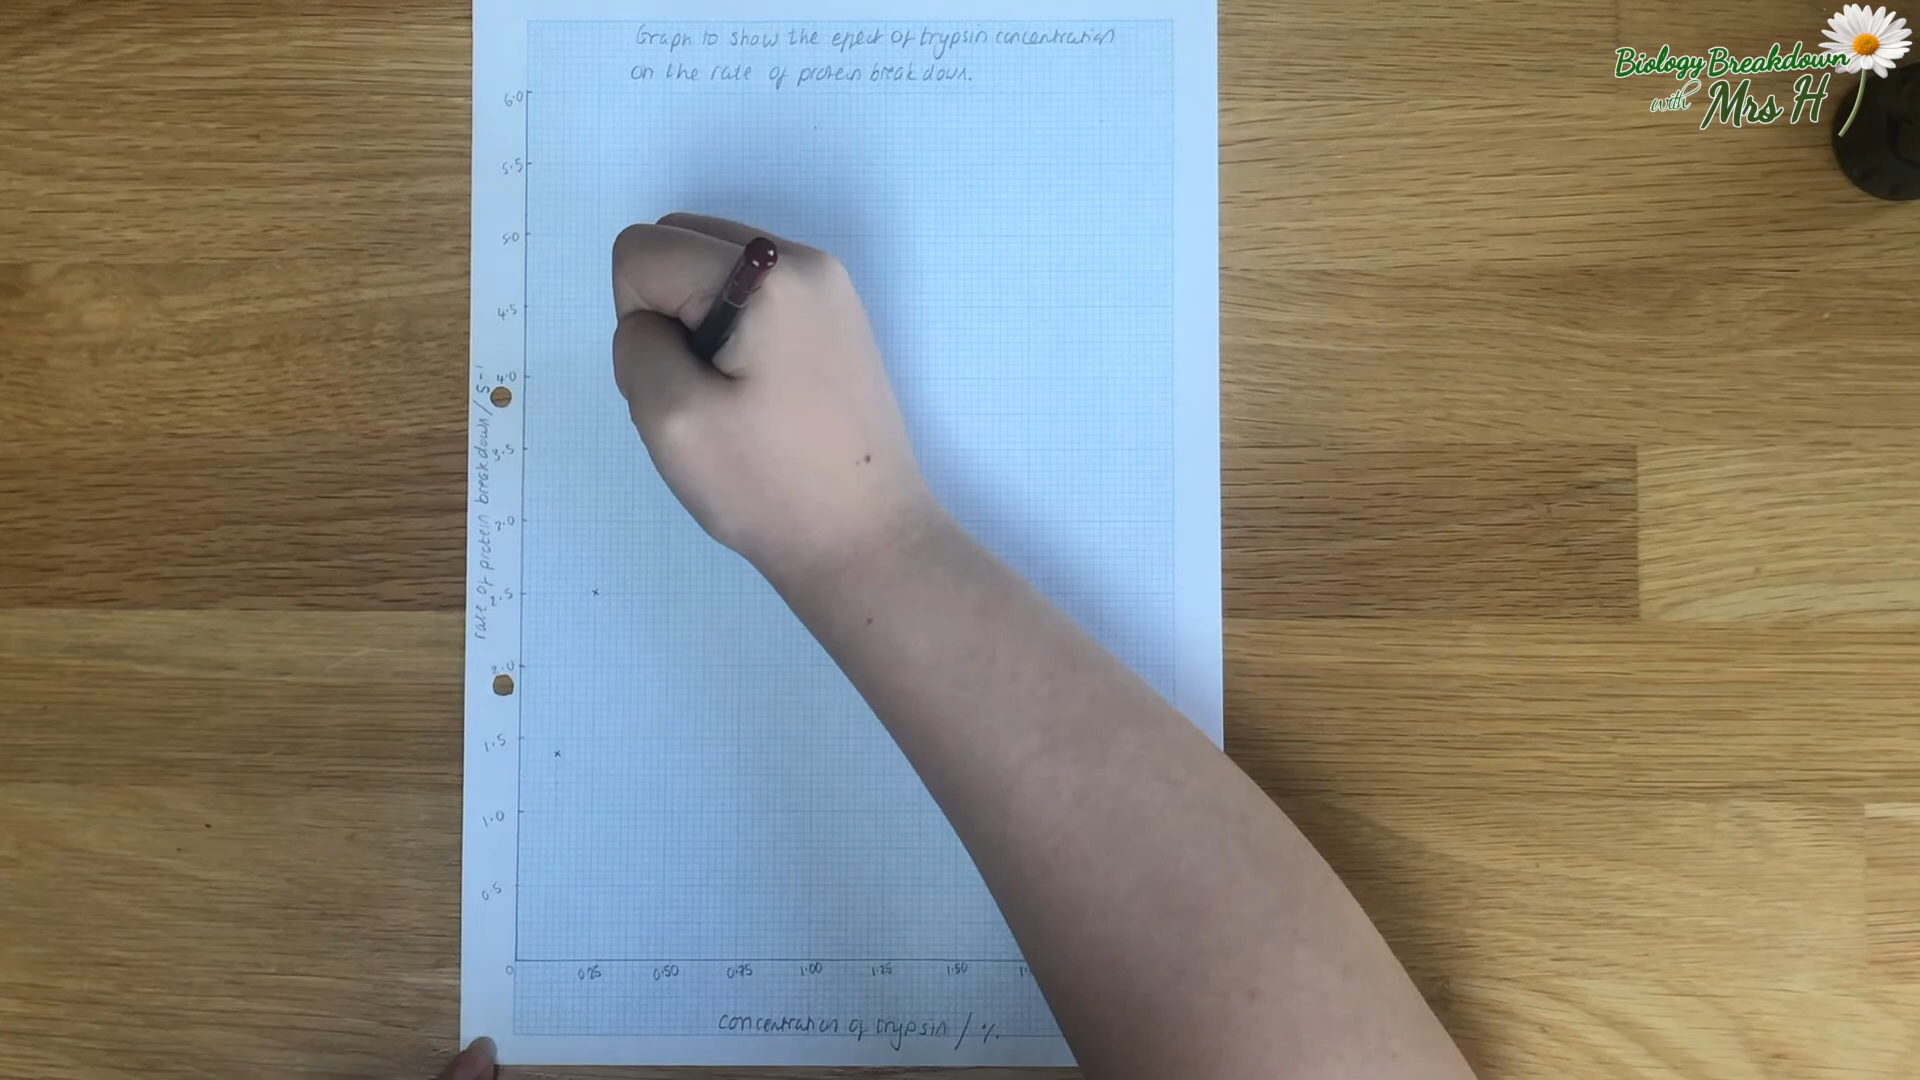 Graph to show the effect of trypsin concentration
on the rate of protein breakdown.
Biology Breakdown
with Mrs H
6.0
5.5
5.0
4.5
4.0
3.5
3.0
2.5
2.0
1.5
1.0
0.5
rate of protein breakdown / s-1
0 0.25 0.50 0.75 1.00 1.25 1.50
concentration of trypsin / %